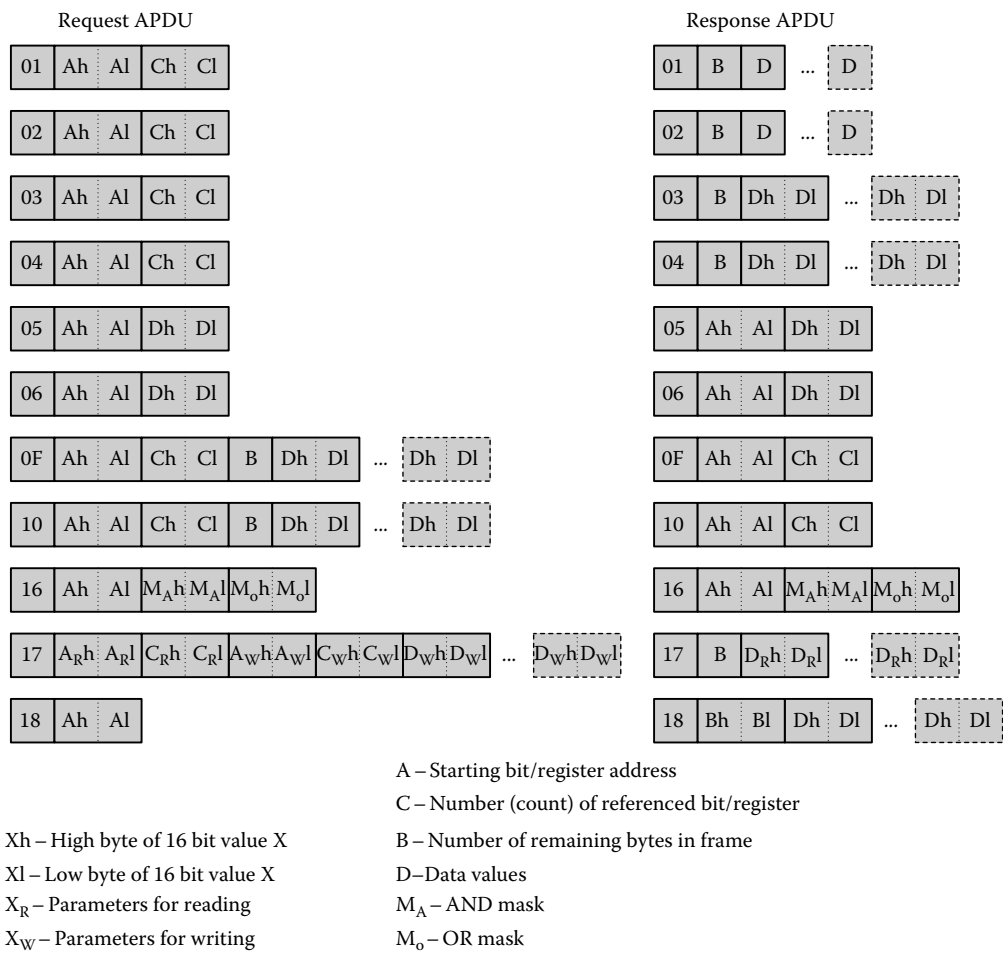 Request APDU Response APDU
01 Ah Al Ch Cl 01 B D ... D
02 Ah Al Ch Cl 02 B D ... D
03 Ah Al Ch Cl 03 B Dh Dl ... Dh Dl
04 Ah Al Ch Cl 04 B Dh Dl ... Dh Dl
05 Ah Al Dh Dl 05 Ah Al Dh Dl
06 Ah Al Dh Dl 06 Ah Al Dh Dl
0F Ah Al Ch Cl B Dh Dl ... Dh Dl 0F Ah Al Ch Cl
10 Ah Al Ch Cl B Dh Dl ... Dh Dl 10 Ah Al Ch Cl
16 Ah Al MAh MAl Moh Mol 16 Ah Al MAh MAl Moh Mol
17 ARh ARl CRh CRl AWh AWl CWh CWl DWh DWl ... DWh DWl 17 B DRh DRl ... DRh DRl
18 Ah Al 18 Bh Bl Dh Dl ... Dh Dl
A – Starting bit/register address
C – Number (count) of referenced bit/register
Xh – High byte of 16 bit value X B – Number of remaining bytes in frame
Xl – Low byte of 16 bit value X D–Data values
XR – Parameters for reading MA – AND mask
XW – Parameters for writing Mo – OR mask